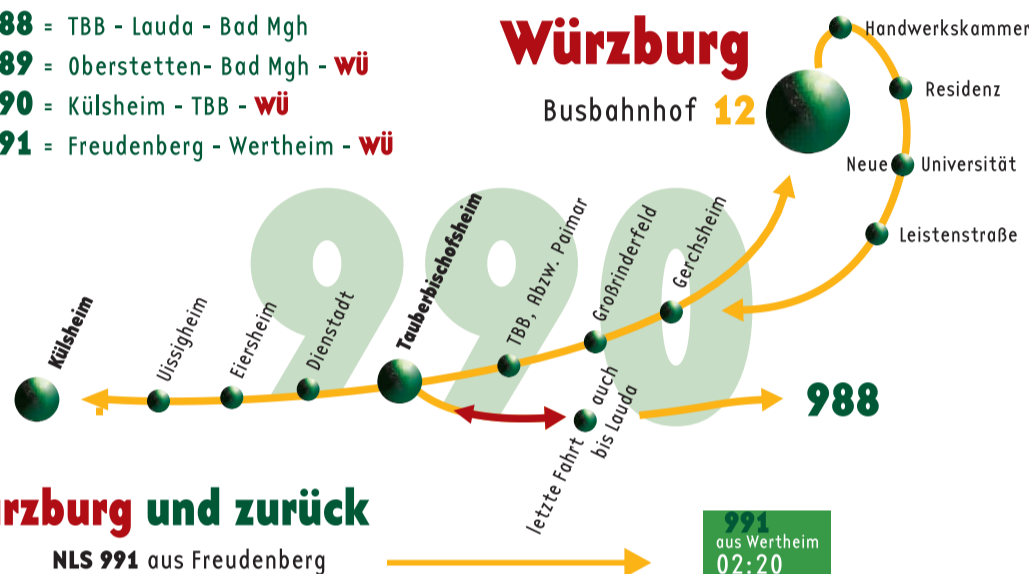 88 = TBB - Lauda - Bad Mgh
89 = Oberstetten- Bad Mgh - WÜ
90 = Külsheim - TBB - WÜ
91 = Freudenberg - Wertheim - WÜ
Würzburg
Busbahnhof 12
Handwerkskammer
Residenz
Neue Universität
Leistenstraße
990
Külsheim
Uissigheim
Eiersheim
Dienstadt
Tauberbischofsheim
TBB, Abzw. Paimar
Großrinderfeld
Gerchsheim
letzte Fahrt auch
bis Lauda
988
rzburg und zurück
NLS 991 aus Freudenberg
991
aus Wertheim
02:20